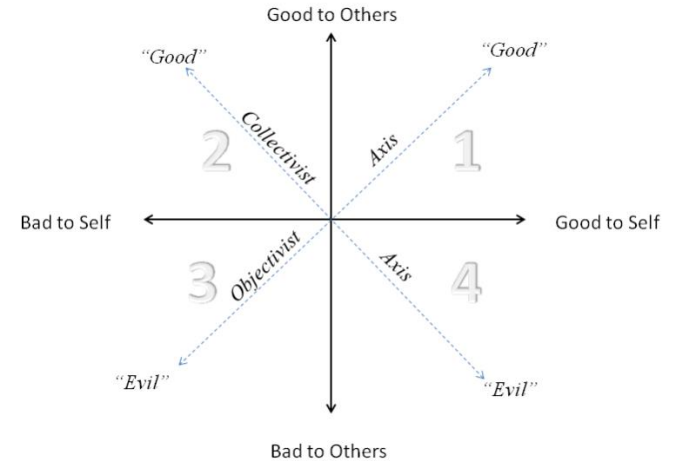 Good to Others
“Good”
“Good”
Collectivist
Axis
2
1
Bad to Self
Good to Self
Objectivist
Axis
3
4
“Evil”
“Evil”
Bad to Others